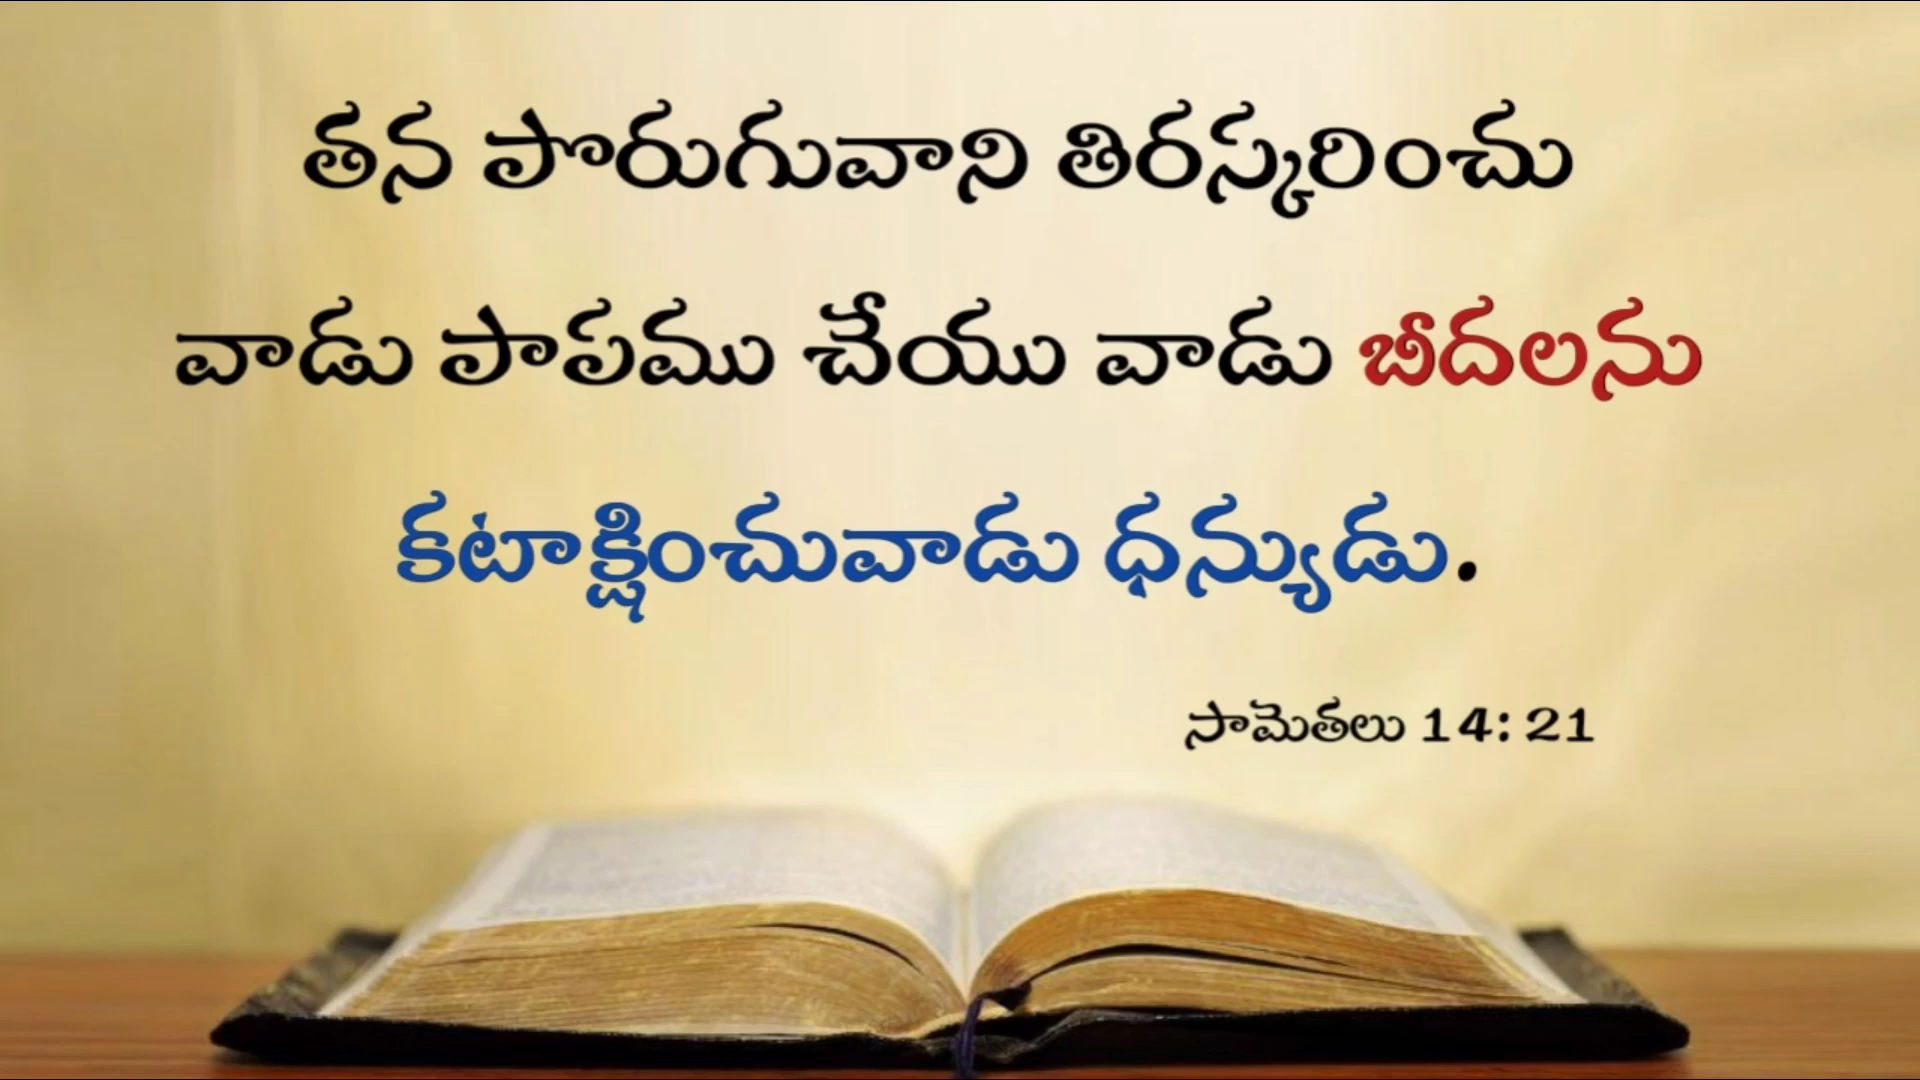 తన పొరుగువాని తిరస్కరించు
వాడు పాపము చేయు వాడు బీదలను
కటాక్షించువాడు ధన్యుడు.
సామెతలు 14: 21